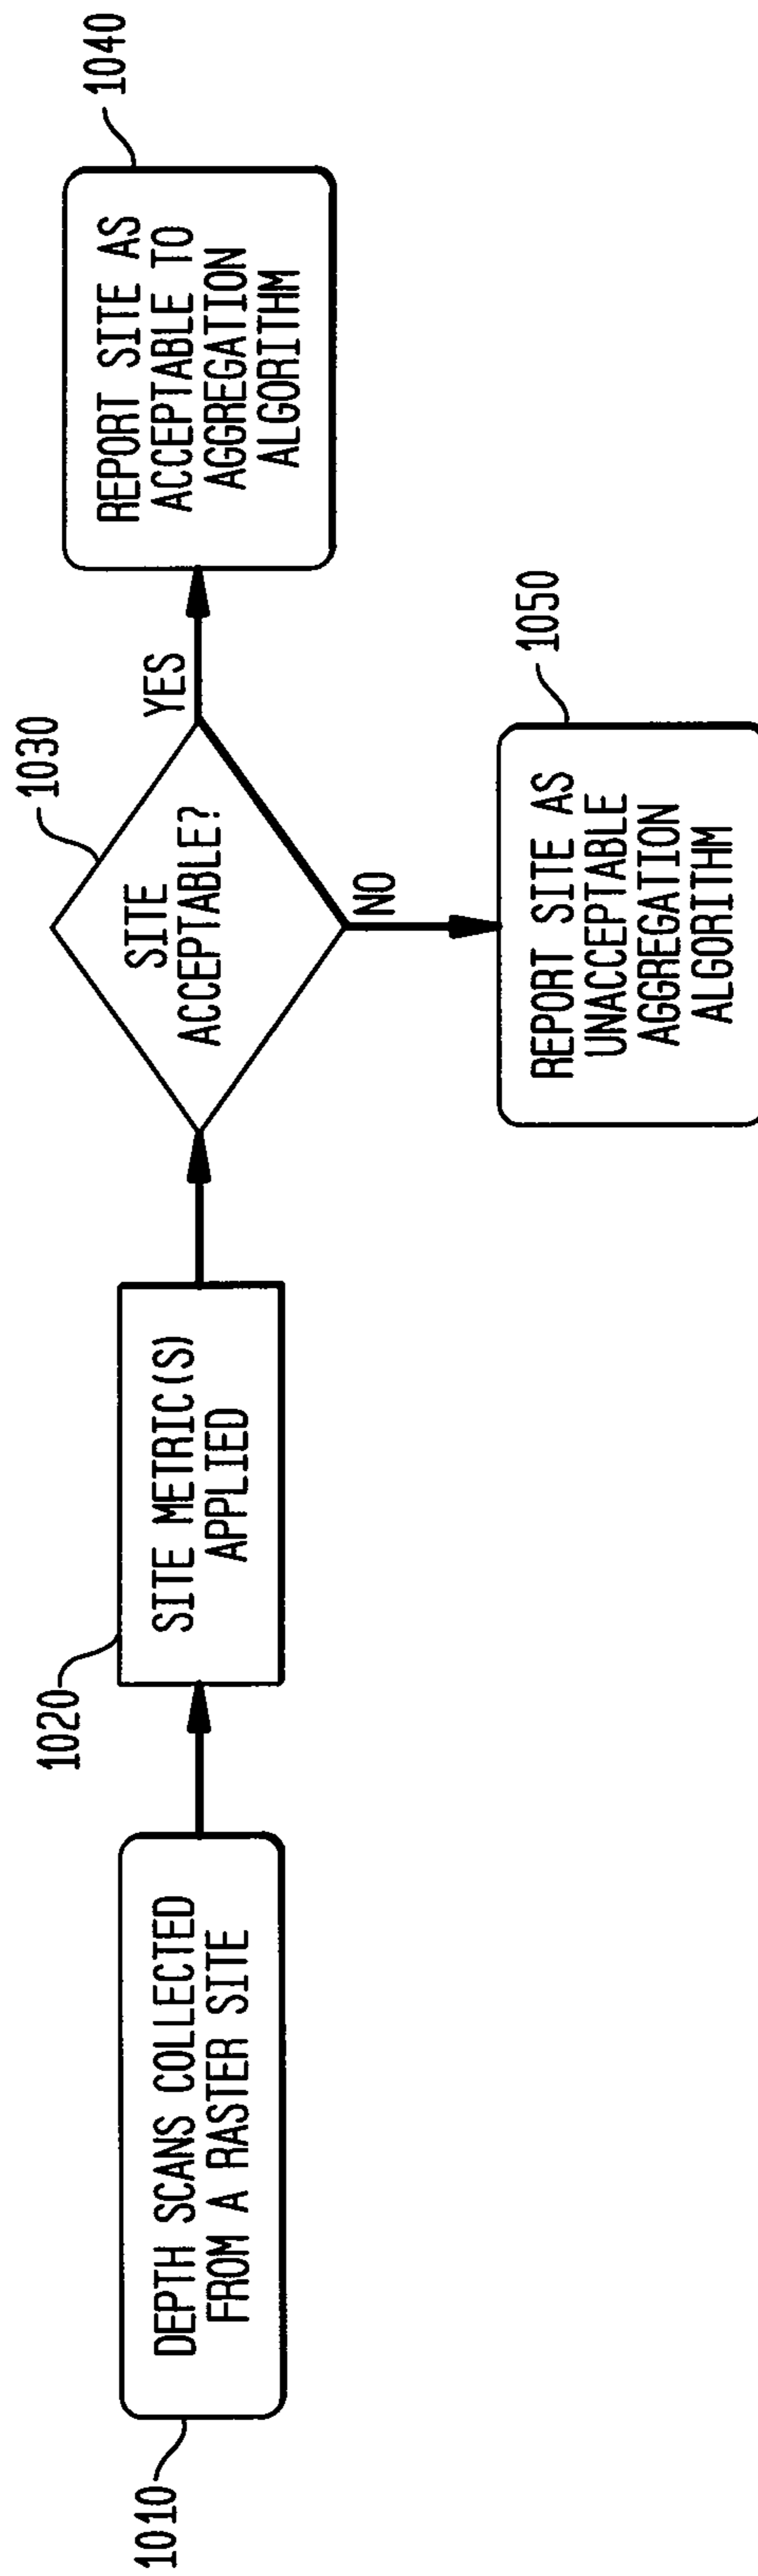 1010
DEPTH SCANS COLLECTED
FROM A RASTER SITE
1020
SITE METRIC(S)
APPLIED
1030
SITE
ACCEPTABLE?
YES
1040
REPORT SITE AS
ACCEPTABLE TO
AGGREGATION
ALGORITHM
NO
1050
REPORT SITE AS
UNACCEPTABLE
AGGREGATION
ALGORITHM